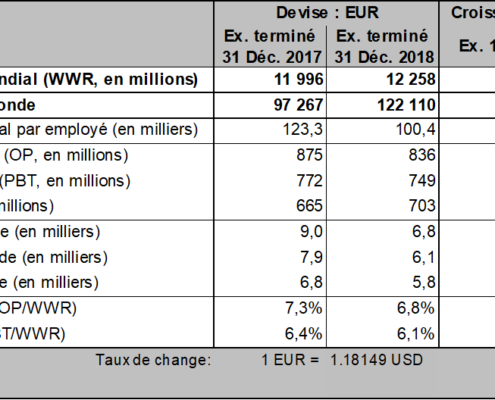 Devise : EUR Croiss
Ex. terminé Ex. terminé
31 Déc. 2017 31 Déc. 2018 Ex. 1
ndial (WWR, en millions) 11 996 12 258
onde 97 267 122 110
al par employé (en milliers) 123,3 100,4
(OP, en millions) 875 836
(PBT, en millions) 772 749
nillions) 665 703
e (en milliers) 9,0 6,8
de (en milliers) 7,9 6,1
e (en milliers) 6,8 5,8
OP/WWR) 7,3% 6,8%
BT/WWR) 6,4% 6,1%
Taux de change: 1 EUR = 1.18149 USD